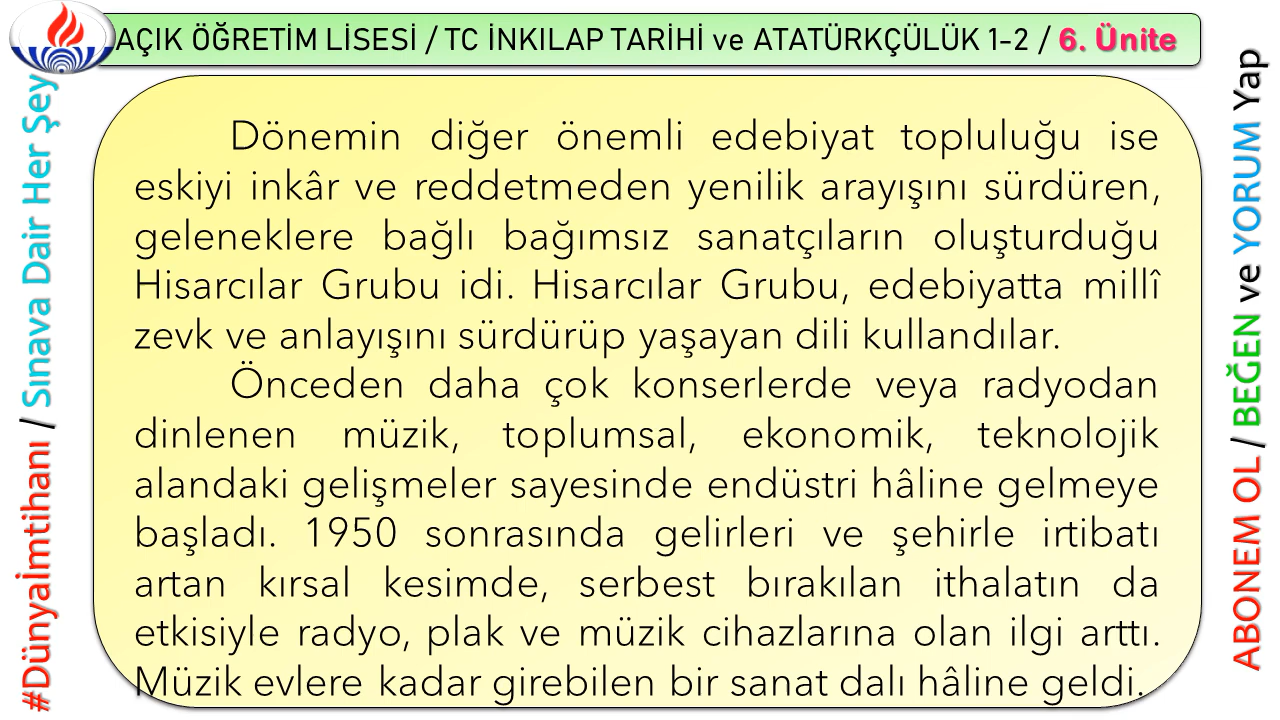 AÇIK ÖĞRETİM LİSESİ / TC İNKILAP TARİHİ ve ATATÜRKÇÜLÜK 1-2 / 6. Ünite
#Dünyaİmtihanı / Sınava Dair Her Şey
Dönemin diğer önemli edebiyat topluluğu ise
eskiyi inkâr ve reddetmeden yenilik arayışını sürdüren,
geleneklere bağlı bağımsız sanatçıların oluşturduğu
Hisarcılar Grubu idi. Hisarcılar Grubu, edebiyatta millî
zevk ve anlayışını sürdürüp yaşayan dili kullandılar.
Önceden daha çok konserlerde veya radyodan
dinlenen müzik, toplumsal, ekonomik, teknolojik
alandaki gelişmeler sayesinde endüstri hâline gelmeye
başladı. 1950 sonrasında gelirleri ve şehirle irtibatı
artan kırsal kesimde, serbest bırakılan ithalatın da
etkisiyle radyo, plak ve müzik cihazlarına olan ilgi arttı.
Müzik evlere kadar girebilen bir sanat dalı hâline geldi.
ABONEM OL / BEĞEN ve YORUM Yap